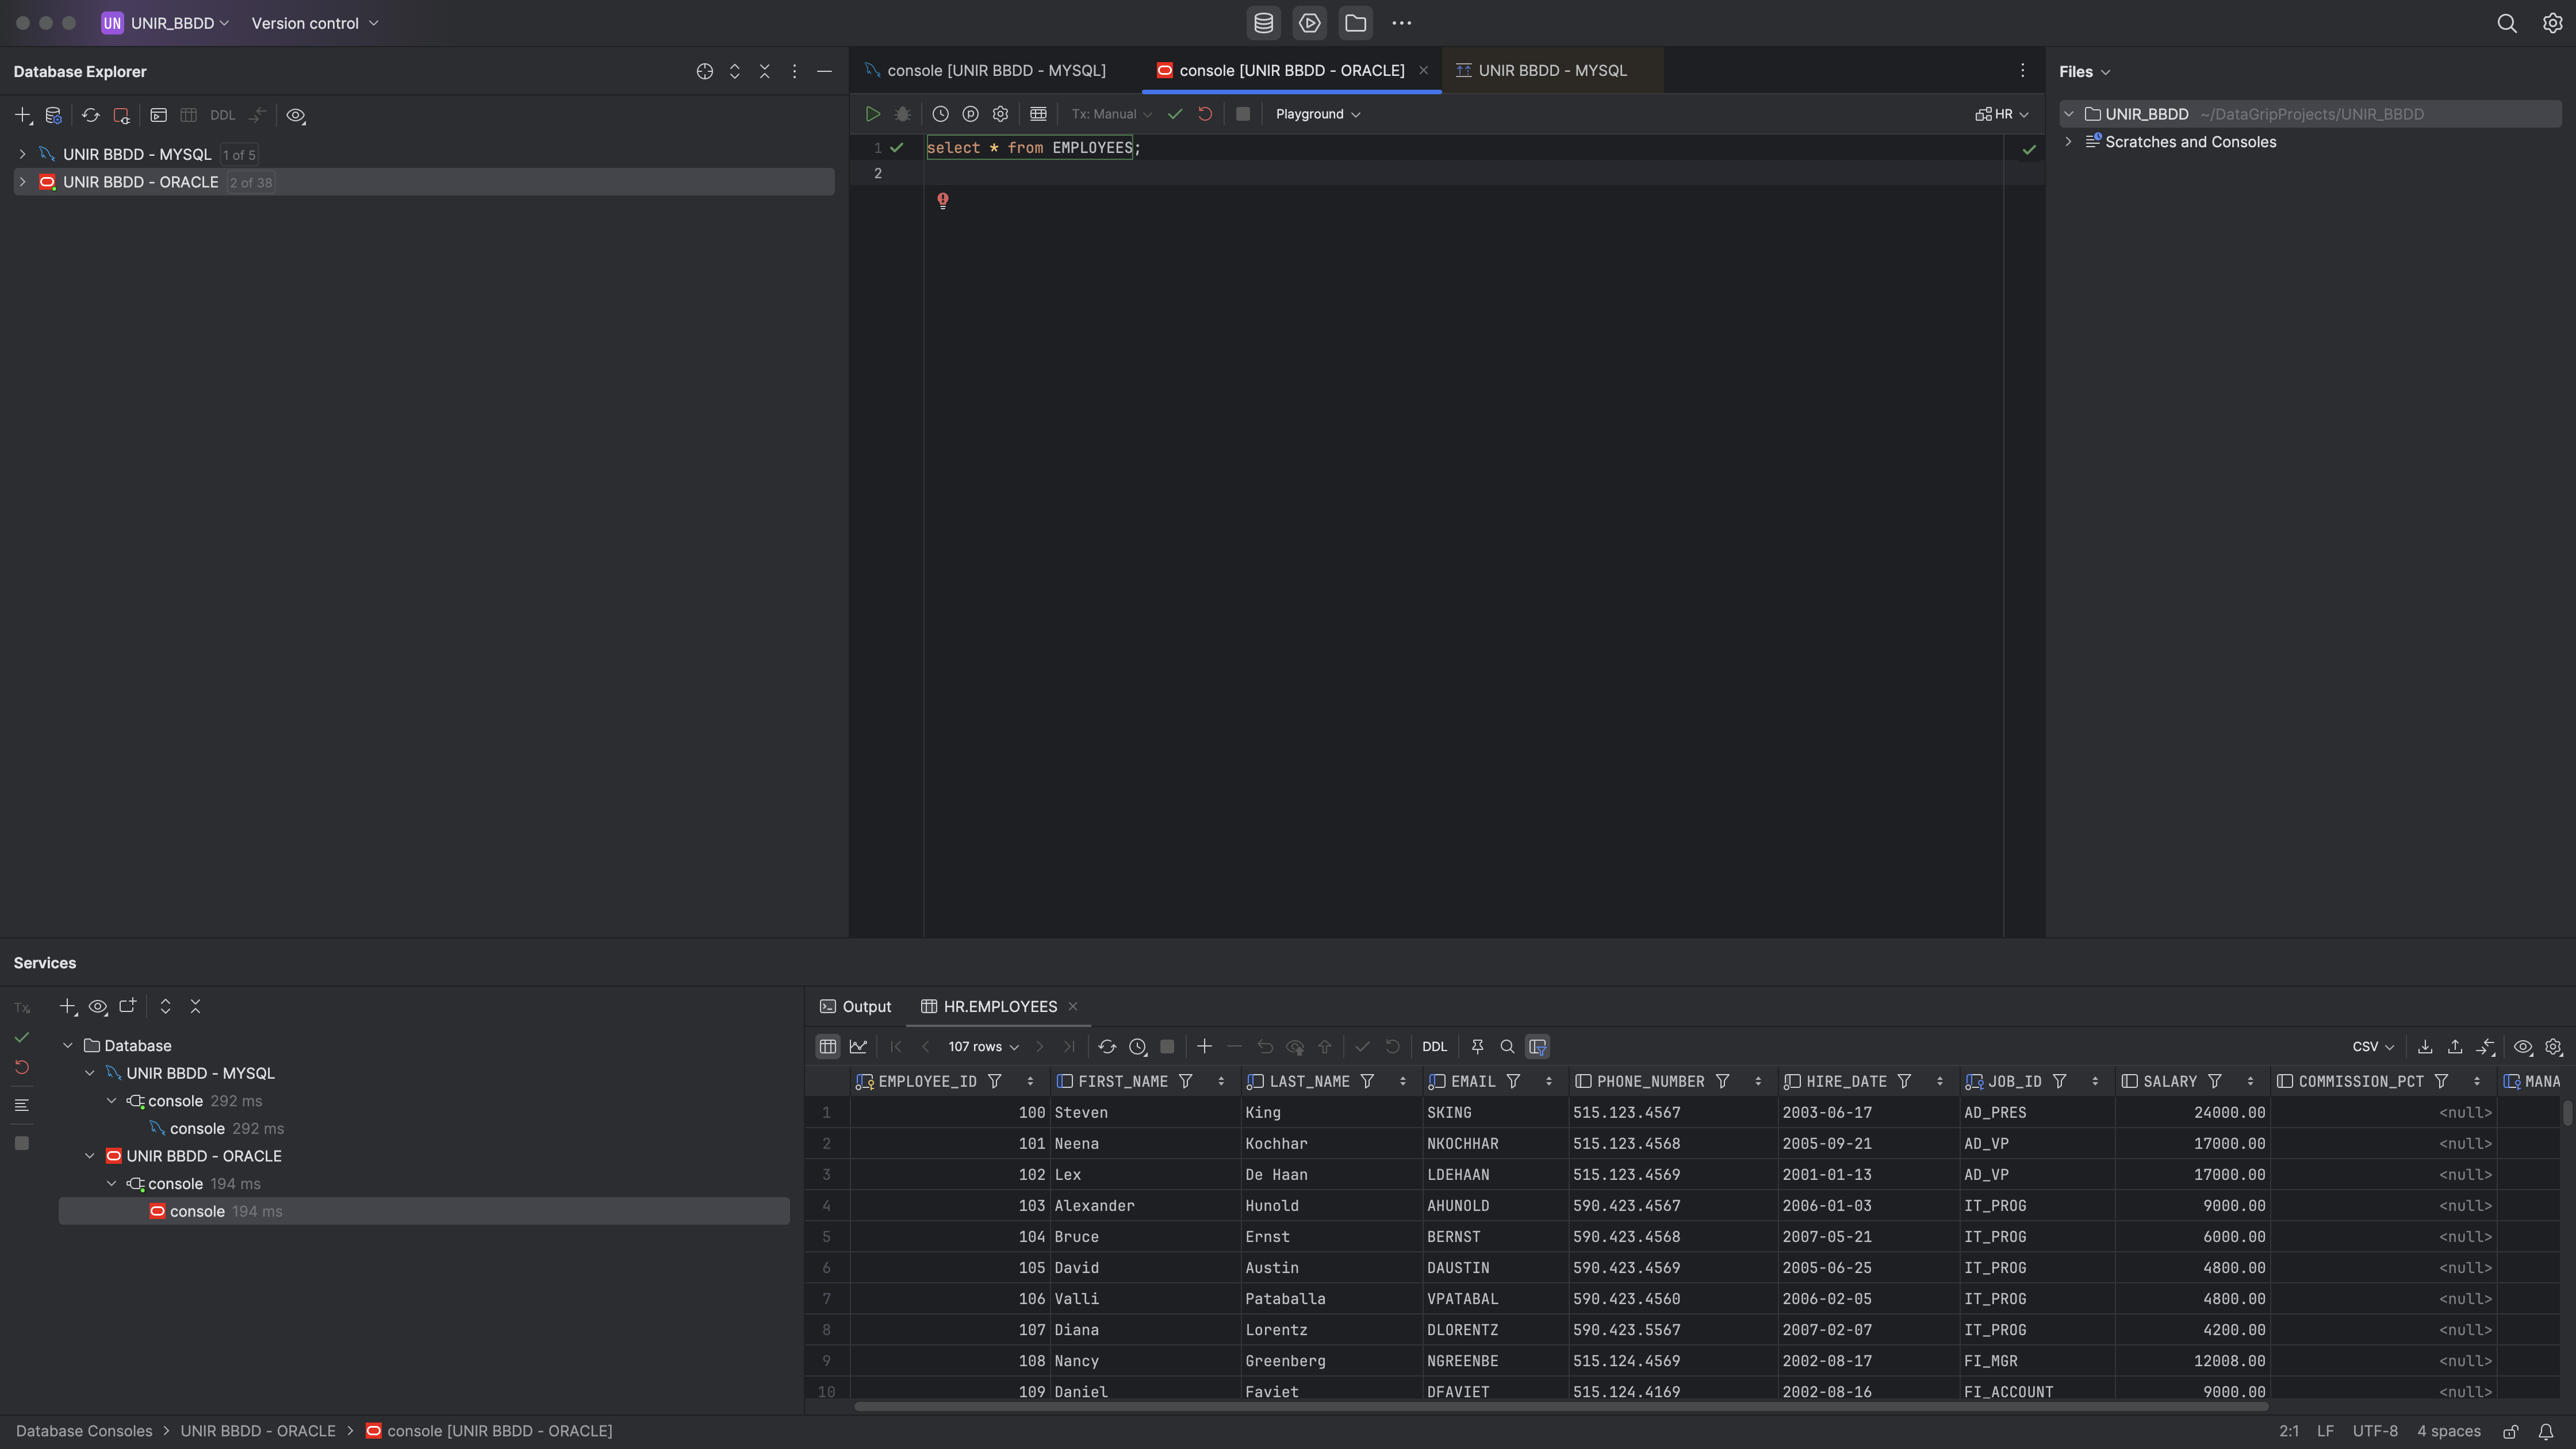 UN UNIR_BBDD Version control
Database Explorer
DDL
UNIR BBDD - MYSQL 1 of 5
UNIR BBDD - ORACLE 2 of 38
console [UNIR BBDD - MYSQL] console [UNIR BBDD - ORACLE] UNIR BBDD - MYSQL
Tx: Manual Playground HR
1 select * from EMPLOYEES;
2
Files
UNIR_BBDD ~/DataGripProjects/UNIR_BBDD
Scratches and Consoles
Services
Tx
Database
UNIR BBDD - MYSQL
console 292 ms
console 292 ms
UNIR BBDD - ORACLE
console 194 ms
console 194 ms
Output HR.EMPLOYEES
107 rows DDL CSV
EMPLOYEE_ID FIRST_NAME LAST_NAME EMAIL PHONE_NUMBER HIRE_DATE JOB_ID SALARY COMMISSION_PCT MANA
1 100 Steven King SKING 515.123.4567 2003-06-17 AD_PRES 24000.00 <null>
2 101 Neena Kochhar NKOCHHAR 515.123.4568 2005-09-21 AD_VP 17000.00 <null>
3 102 Lex De Haan LDEHAAN 515.123.4569 2001-01-13 AD_VP 17000.00 <null>
4 103 Alexander Hunold AHUNOLD 590.423.4567 2006-01-03 IT_PROG 9000.00 <null>
5 104 Bruce Ernst BERNST 590.423.4568 2007-05-21 IT_PROG 6000.00 <null>
6 105 David Austin DAUSTIN 590.423.4569 2005-06-25 IT_PROG 4800.00 <null>
7 106 Valli Pataballa VPATABAL 590.423.4560 2006-02-05 IT_PROG 4800.00 <null>
8 107 Diana Lorentz DLORENTZ 590.423.5567 2007-02-07 IT_PROG 4200.00 <null>
9 108 Nancy Greenberg NGREENBE 515.124.4569 2002-08-17 FI_MGR 12008.00 <null>
10 109 Daniel Faviet DFAVIET 515.124.4169 2002-08-16 FI_ACCOUNT 9000.00 <null>
Database Consoles > UNIR BBDD - ORACLE > console [UNIR BBDD - ORACLE]
2:1 LF UTF-8 4 spaces